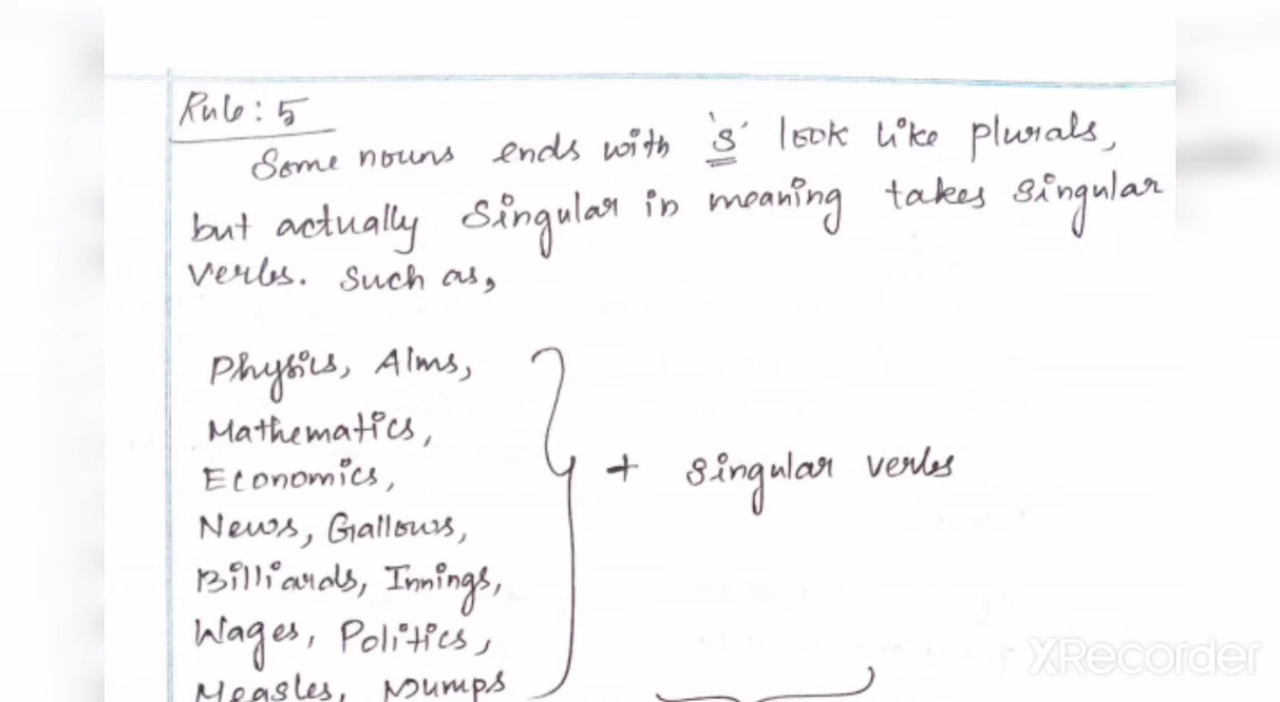 Rule: 5
Some nouns ends with 's' look like plurals,
but actually Singular in meaning takes singular
verbs. Such as,
Physics, Alms,
Mathematics,
Economics,
News, Gallows,
Billiards, Innings,
Wages, Politics,
Measles, Mumps
+ singular verbs
XRecorder